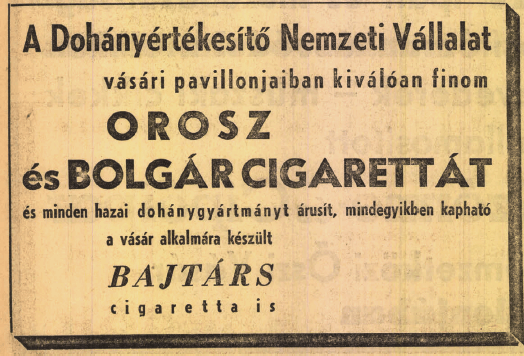 A Dohányértékesítő Nemzeti Vállalat
vásári pavillonjaiban kiválóan finom
OROSZ
és BOLGÁR CIGARETTÁT
és minden hazai dohánygyártmányt árusít, mindegyikben kapható
a vásár alkalmára készült
BAJTÁRS
cigaretta is